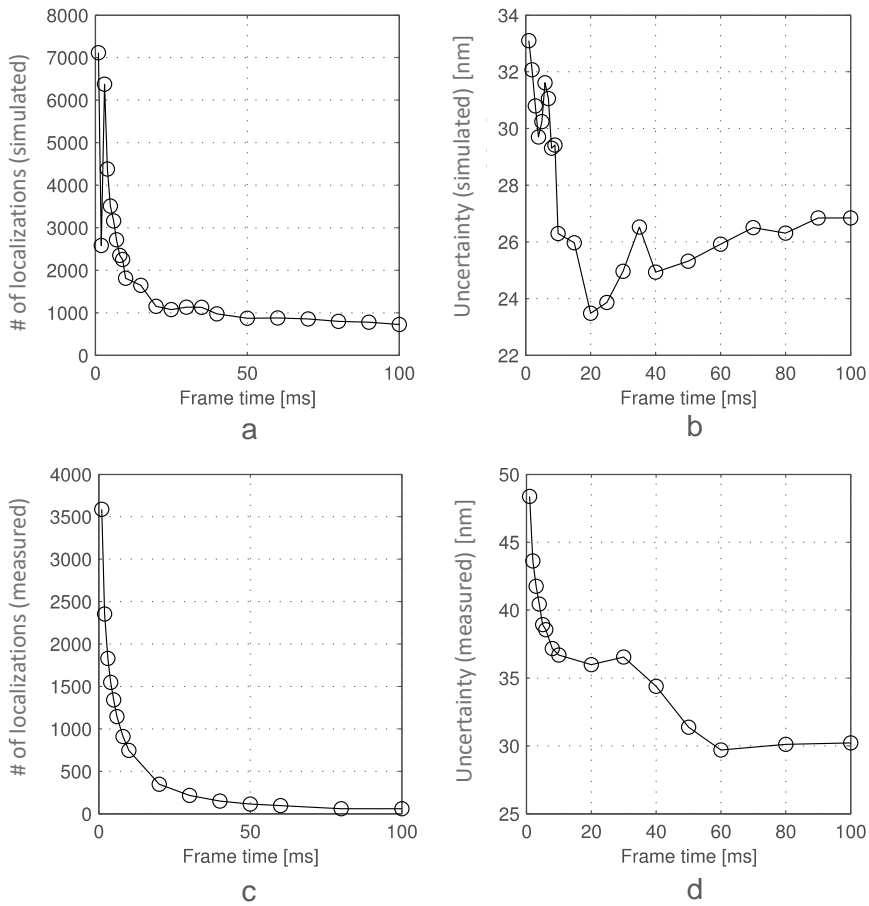 8000
7000
6000
5000
4000
3000
2000
1000
0
# of localizations (simulated)
0 50 100
Frame time [ms]
a
34
32
30
28
26
24
22
Uncertainty (simulated) [nm]
0 20 40 60 80 100
Frame time [ms]
b
4000
3500
3000
2500
2000
1500
1000
500
0
# of localizations (measured)
0 50 100
Frame time [ms]
c
50
45
40
35
30
25
Uncertainty (measured) [nm]
0 20 40 60 80 100
Frame time [ms]
d